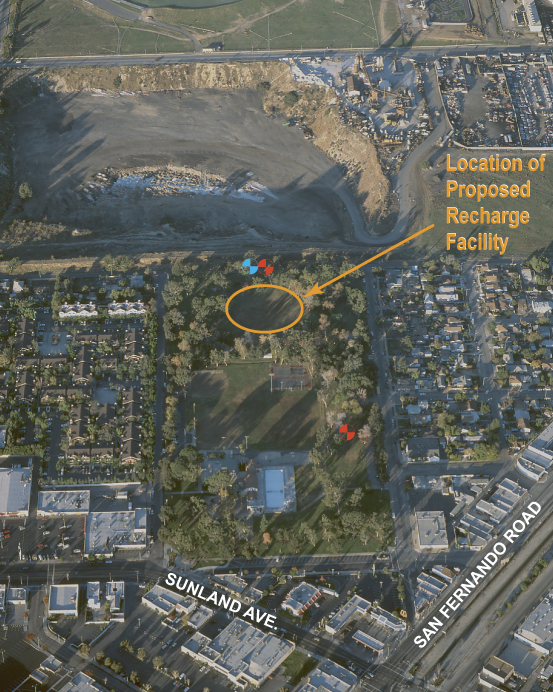 Location of
Proposed
Recharge
Facility
SUNLAND AVE.
SAN FERNANDO ROAD